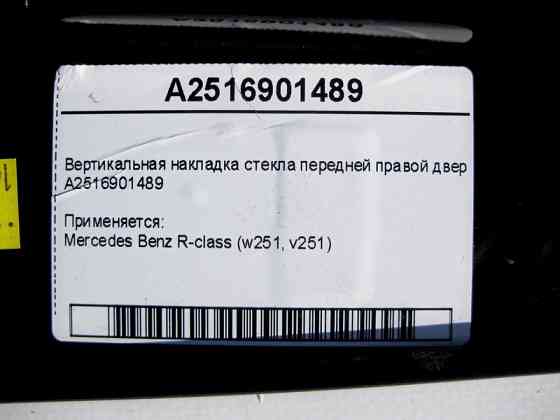 A2516901489
Вертикальная накладка стекла передней правой двер
A2516901489
Применяется:
Mercedes Benz R-class (w251, v251)